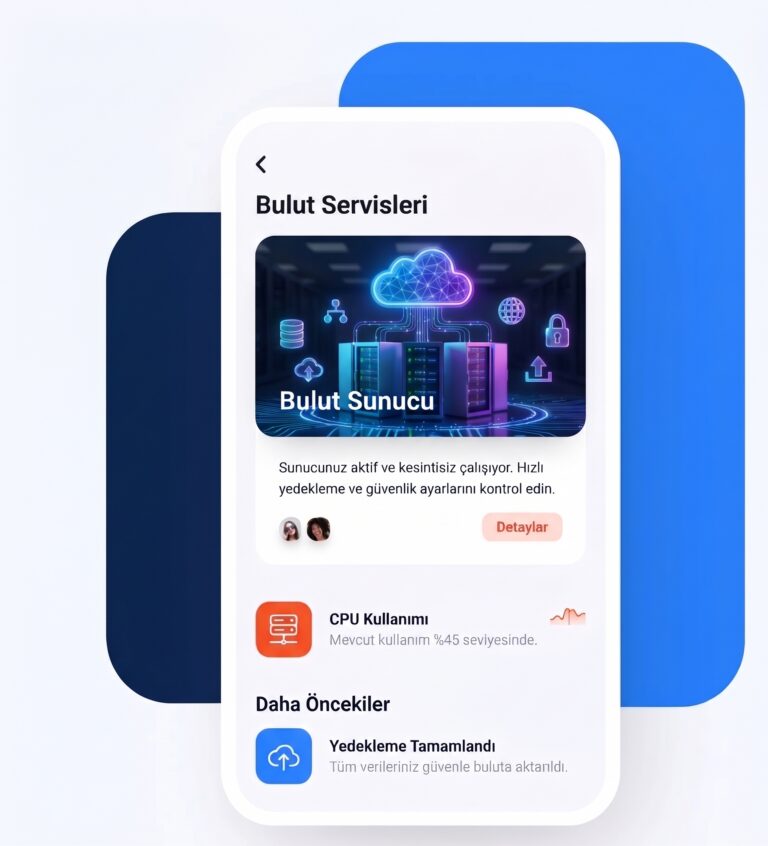 Bulut Servisleri
Bulut Sunucu
Sunucunuz aktif ve kesintisiz çalışıyor. Hızlı
yedekleme ve güvenlik ayarlarını kontrol edin.
Detaylar
CPU Kullanımı
Mevcut kullanım %45 seviyesinde.
Daha Öncekiler
Yedekleme Tamamlandı
Tüm verileriniz güvenle buluta aktarıldı.